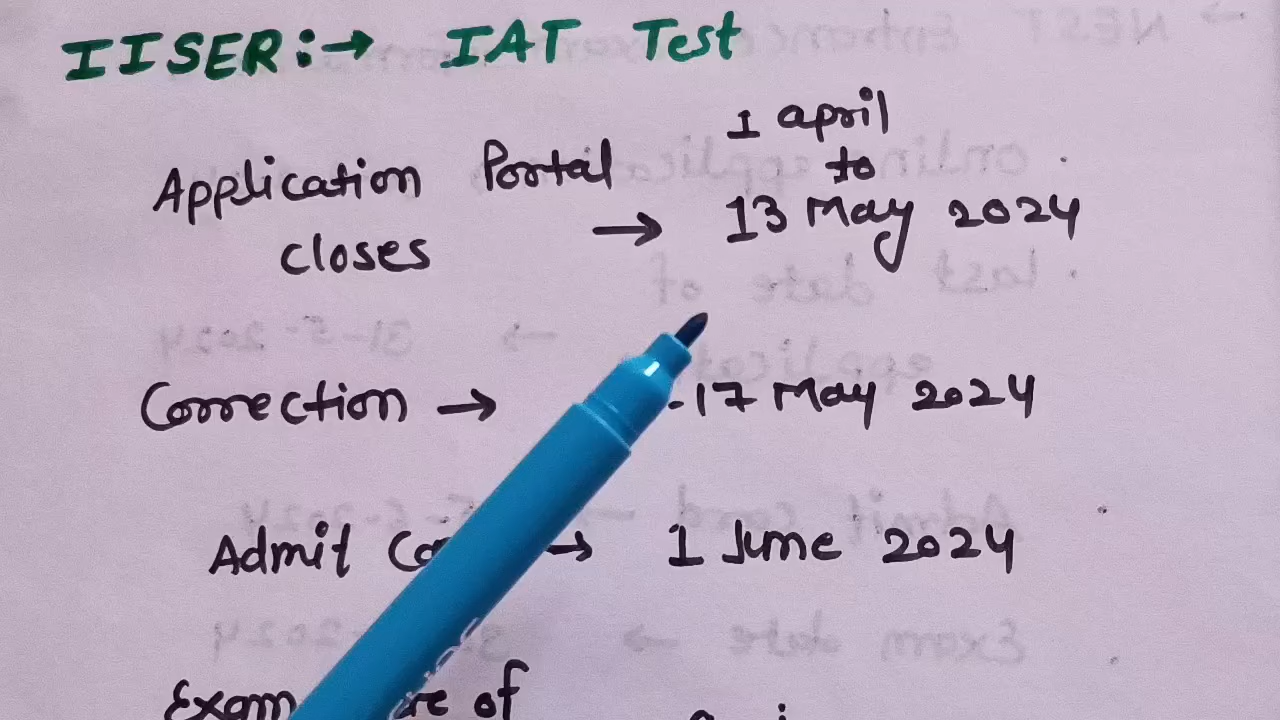 IISER:→ IAT Test
1 april
Application Portal to
closes → 13 May 2024
Correction → -17 May 2024
Admit → 1 June 2024
Exam of